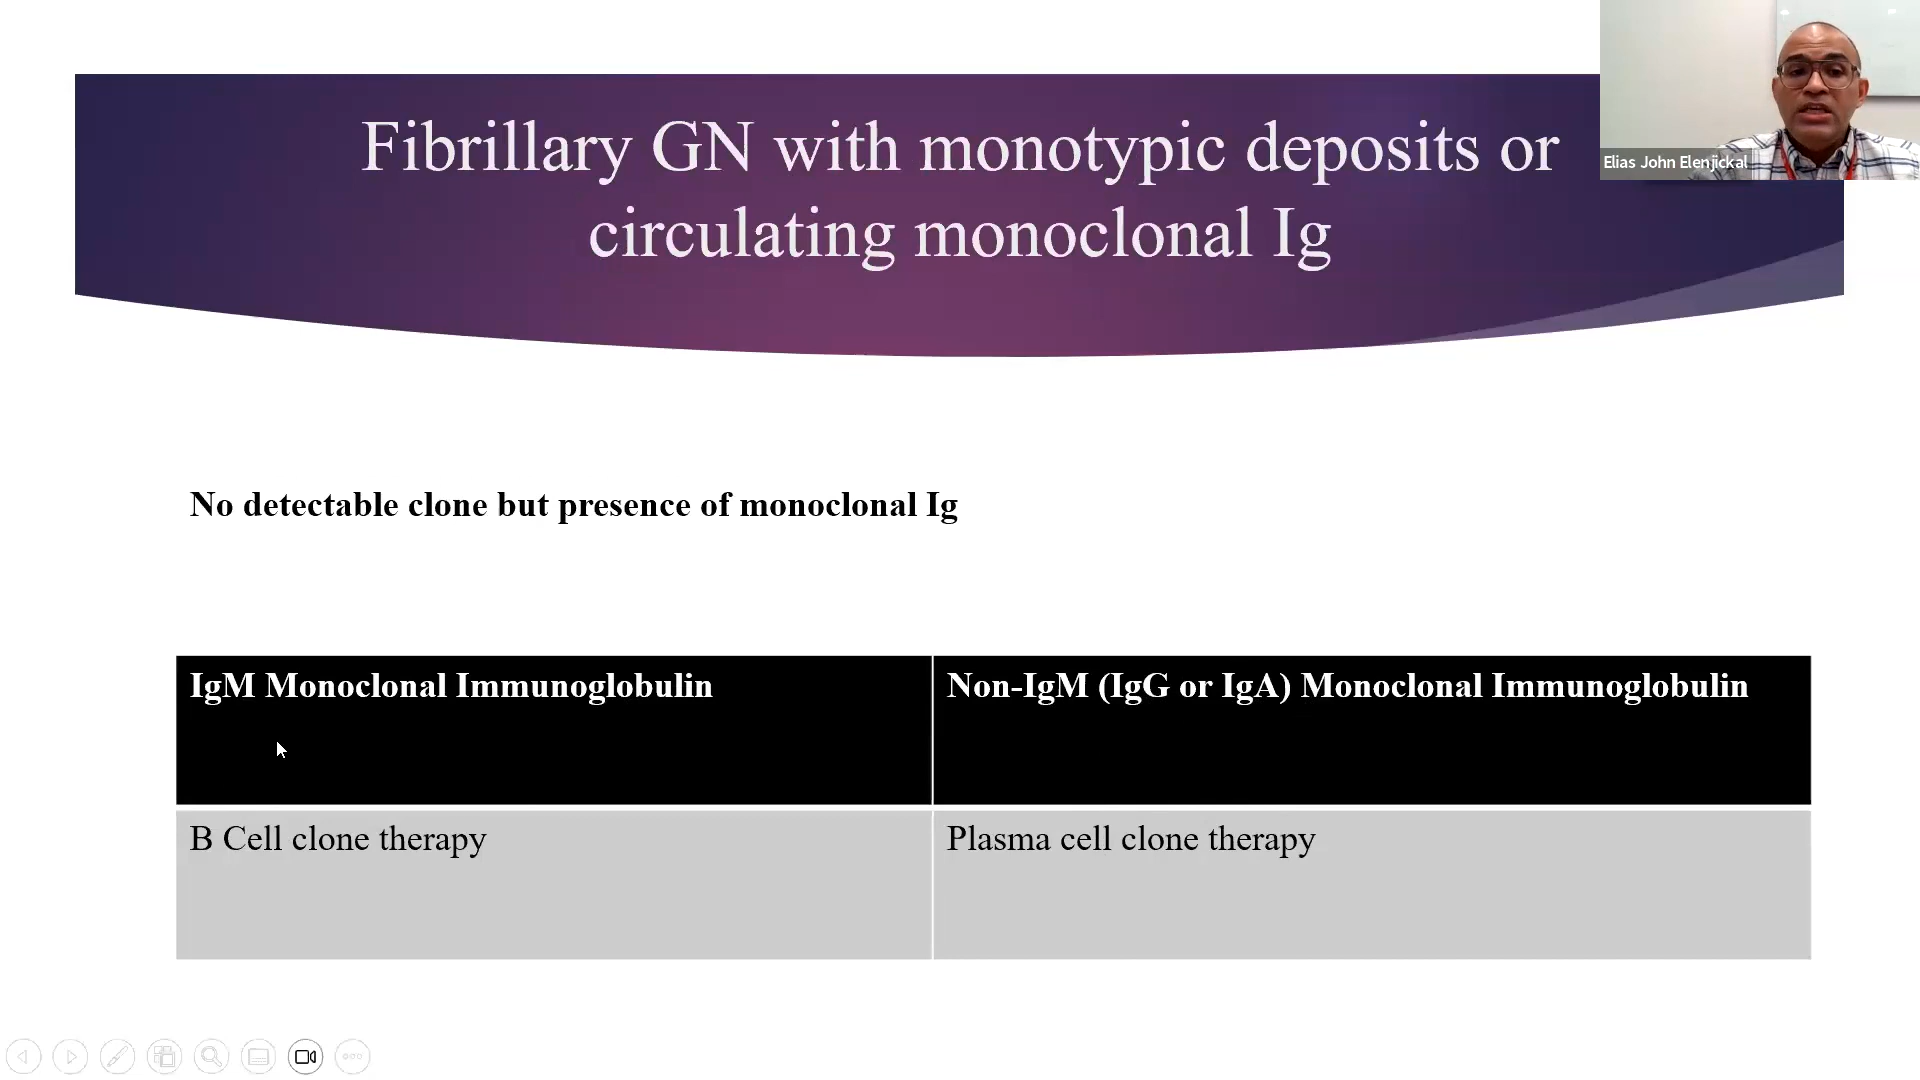 Fibrillary GN with monotypic deposits or
circulating monoclonal Ig
Elias John Elenjickal
No detectable clone but presence of monoclonal Ig
IgM Monoclonal Immunoglobulin
Non-IgM (IgG or IgA) Monoclonal Immunoglobulin
B Cell clone therapy
Plasma cell clone therapy